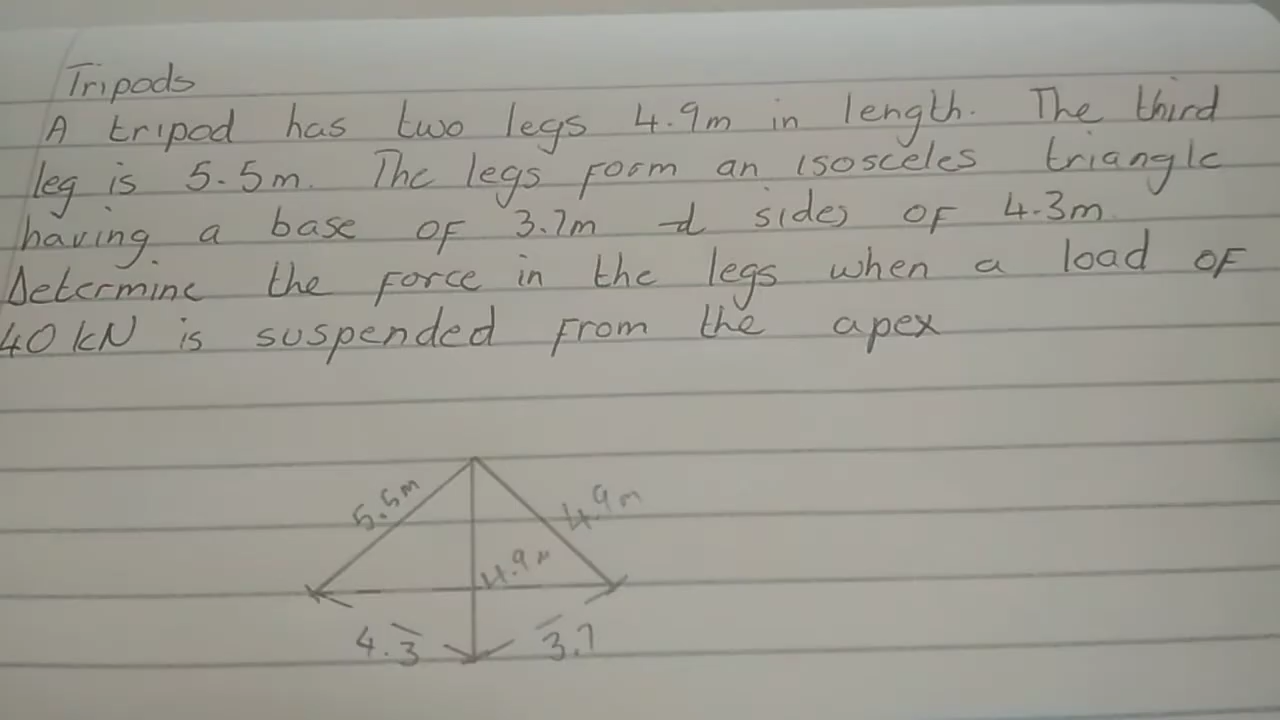 Tripods
A tripod has two legs 4.9m in length. The third
leg is 5.5m. The legs form an isosceles triangle
having a base of 3.7m d sides of 4.3m
Determine the force in the legs when a load of
40 kN is suspended from the apex
5.5m
4.9m
4.9m
4.3
3.7